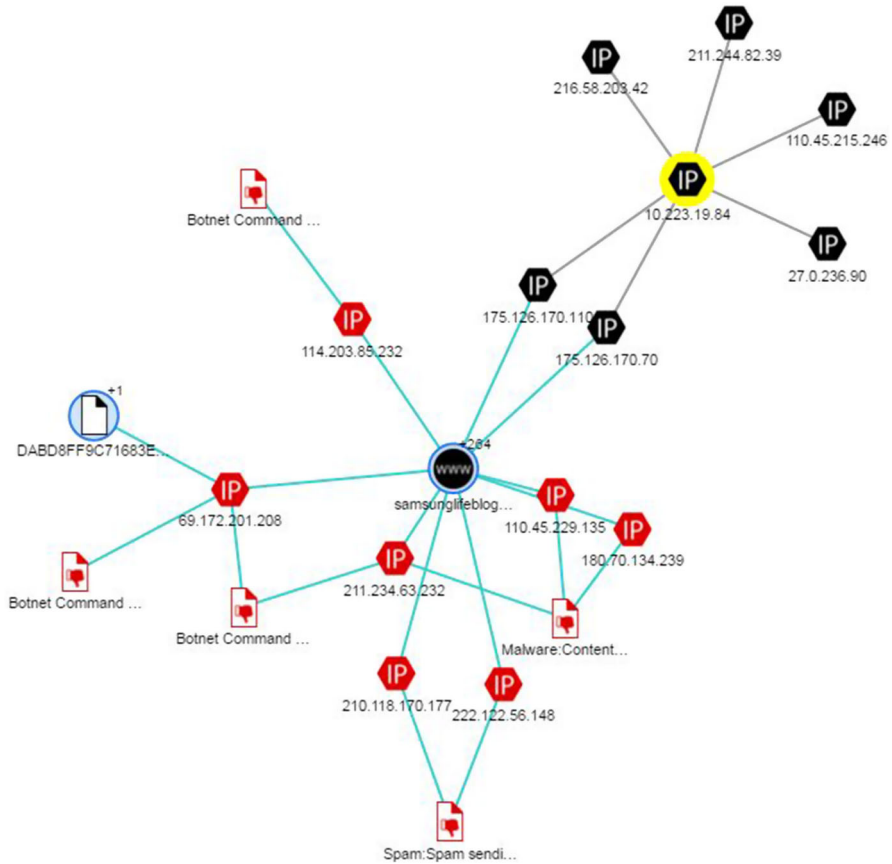 IP
211.244.82.39
IP
216.58.203.42
IP
110.45.215.246
IP
10.223.19.84
Botnet Command ...
IP
27.0.236.90
IP
175.126.170.110
IP
114.203.85.232
IP
175.126.170.70
+1
DABD8FF9C71683E...
+264
www
samsunglifeblog...
IP
69.172.201.208
IP
110.45.229.135
IP
180.70.134.239
IP
211.234.63.232
Botnet Command ...
Botnet Command ...
Malware:Content...
IP
210.118.170.177
IP
222.122.56.148
Spam:Spam sendi...